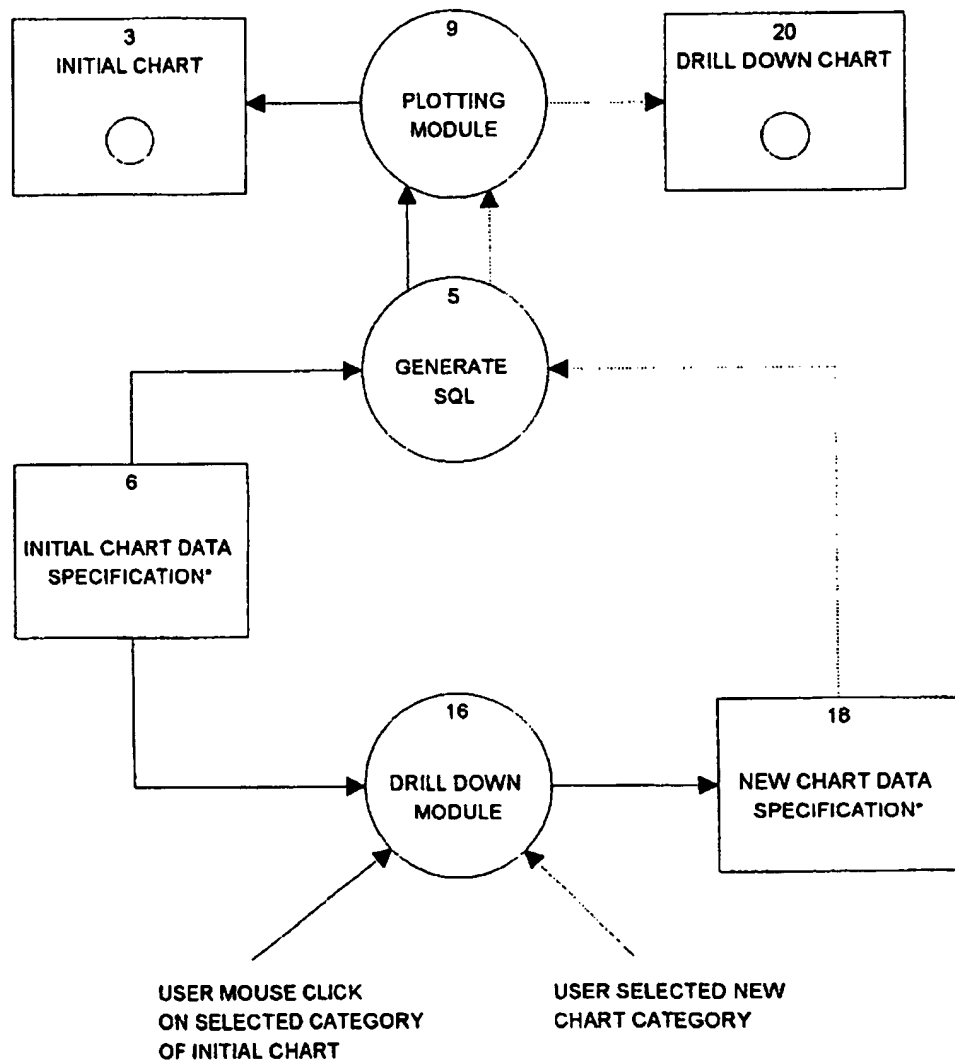 3
INITIAL CHART
9
PLOTTING
MODULE
20
DRILL DOWN CHART
5
GENERATE
SQL
6
INITIAL CHART DATA
SPECIFICATION*
16
DRILL DOWN
MODULE
18
NEW CHART DATA
SPECIFICATION*
USER MOUSE CLICK
ON SELECTED CATEGORY
OF INITIAL CHART
USER SELECTED NEW
CHART CATEGORY